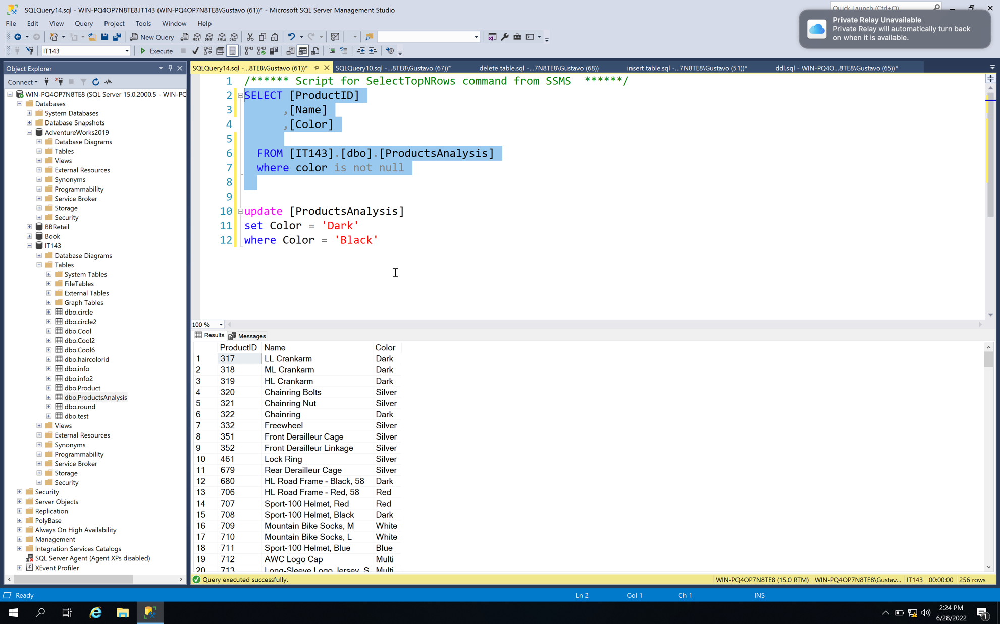 SQLQuery14.sql - WIN-PQ4OP7N8TE8.IT143 (WIN-PQ4OP7N8TE8\Gustavo (61))* - Microsoft SQL Server Management Studio
Quick Launch (Ctrl+Q)
Private Relay Unavailable
Private Relay will automatically turn back
on when it is available.
File Edit View Query Project Tools Window Help
New Query
MDX DMX XMLA DAX
IT143
Execute
Object Explorer
SQLQuery14.sql -...8TE8\Gustavo (61))*
SQLQuery10.sql -...8TE8\Gustavo (67))*
delete table.sql -...7N8TE8\Gustavo (68))
insert table.sql -...7N8TE8\Gustavo (51))*
ddl.sql - WIN-PQ4O...8TE8\Gustavo (65))*
Connect
WIN-PQ4OP7N8TE8 (SQL Server 15.0.2000.5 - WIN-PC
Databases
System Databases
Database Snapshots
AdventureWorks2019
Database Diagrams
Tables
Views
External Resources
Synonyms
Programmability
Service Broker
Storage
Security
BBRetail
Book
IT143
Database Diagrams
Tables
System Tables
FileTables
External Tables
Graph Tables
dbo.circle
dbo.circle2
dbo.Cool
dbo.Cool2
dbo.Cool6
dbo.haircolorid
dbo.info
dbo.info2
dbo.Product
dbo.ProductsAnalysis
dbo.round
dbo.test
Views
External Resources
Synonyms
Programmability
Service Broker
Storage
Security
Security
Server Objects
Replication
PolyBase
Always On High Availability
Management
Integration Services Catalogs
SQL Server Agent (Agent XPs disabled)
XEvent Profiler
1 /****** Script for SelectTopNRows command from SSMS ******/
2 SELECT [ProductID]
3 ,[Name]
4 ,[Color]
5
6 FROM [IT143].[dbo].[ProductsAnalysis]
7 where color is not null
8
9
10 update [ProductsAnalysis]
11 set Color = 'Dark'
12 where Color = 'Black'
100 %
Results Messages
ProductID Name Color
1 317 LL Crankarm Dark
2 318 ML Crankarm Dark
3 319 HL Crankarm Dark
4 320 Chainring Bolts Silver
5 321 Chainring Nut Silver
6 322 Chainring Dark
7 332 Freewheel Silver
8 351 Front Derailleur Cage Silver
9 352 Front Derailleur Linkage Silver
10 461 Lock Ring Silver
11 679 Rear Derailleur Cage Silver
12 680 HL Road Frame - Black, 58 Dark
13 706 HL Road Frame - Red, 58 Red
14 707 Sport-100 Helmet, Red Red
15 708 Sport-100 Helmet, Black Dark
16 709 Mountain Bike Socks, M White
17 710 Mountain Bike Socks, L White
18 711 Sport-100 Helmet, Blue Blue
19 712 AWC Logo Cap Multi
20 713 Long-Sleeve Logo Jersey, S Multi
Query executed successfully.
WIN-PQ4OP7N8TE8 (15.0 RTM) WIN-PQ4OP7N8TE8\Gustav... IT143 00:00:00 256 rows
Ready Ln 2 Col 1 Ch 1 INS
2:24 PM
6/28/2022
1